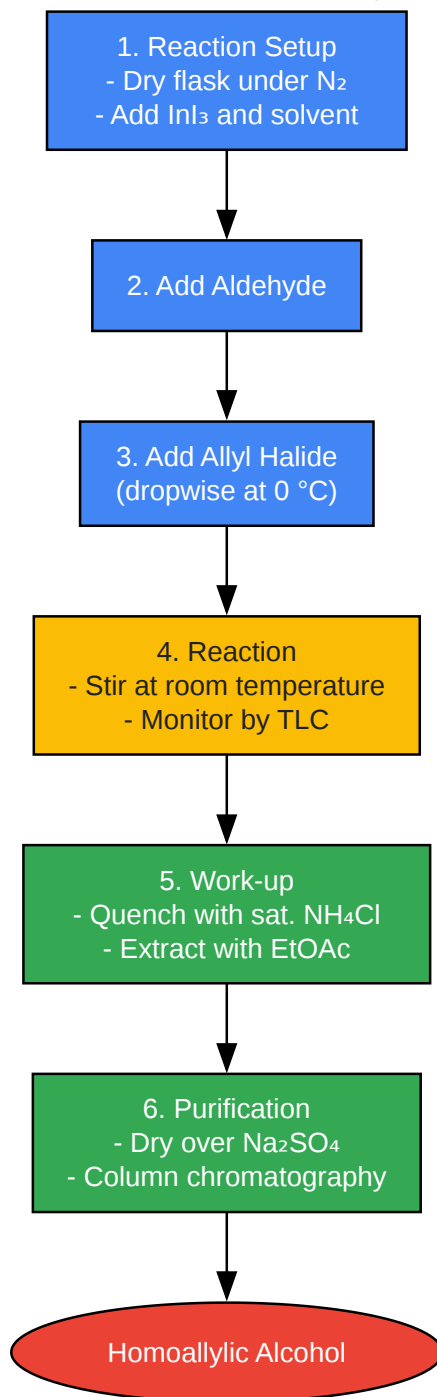 1. Reaction Setup
- Dry flask under N₂
- Add InI₃ and solvent
2. Add Aldehyde
3. Add Allyl Halide
(dropwise at 0 °C)
4. Reaction
- Stir at room temperature
- Monitor by TLC
5. Work-up
- Quench with sat. NH₄Cl
- Extract with EtOAc
6. Purification
- Dry over Na₂SO₄
- Column chromatography
Homoallylic Alcohol